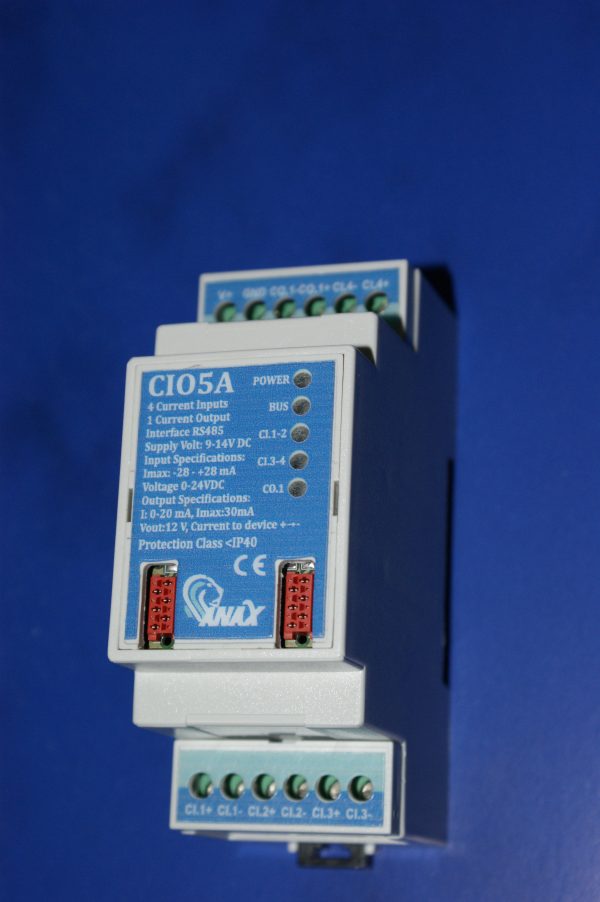 V+ GND CO.1- CO.1+ CI.4- CI.4+
CIO5A
4 Current Inputs
1 Current Output
Interface RS485
Supply Volt: 9-14V DC
Input Specifications:
Imax: -28 - +28 mA
Voltage 0-24VDC
Output Specifications:
I: 0-20 mA, Imax:30mA
Vout:12 V, Current to device +→-
Protection Class <IP40
POWER
BUS
CI.1-2
CI.3-4
CO.1
CE
ANAX
CI.1+ CI.1- CI.2+ CI.2- CI.3+ CI.3-